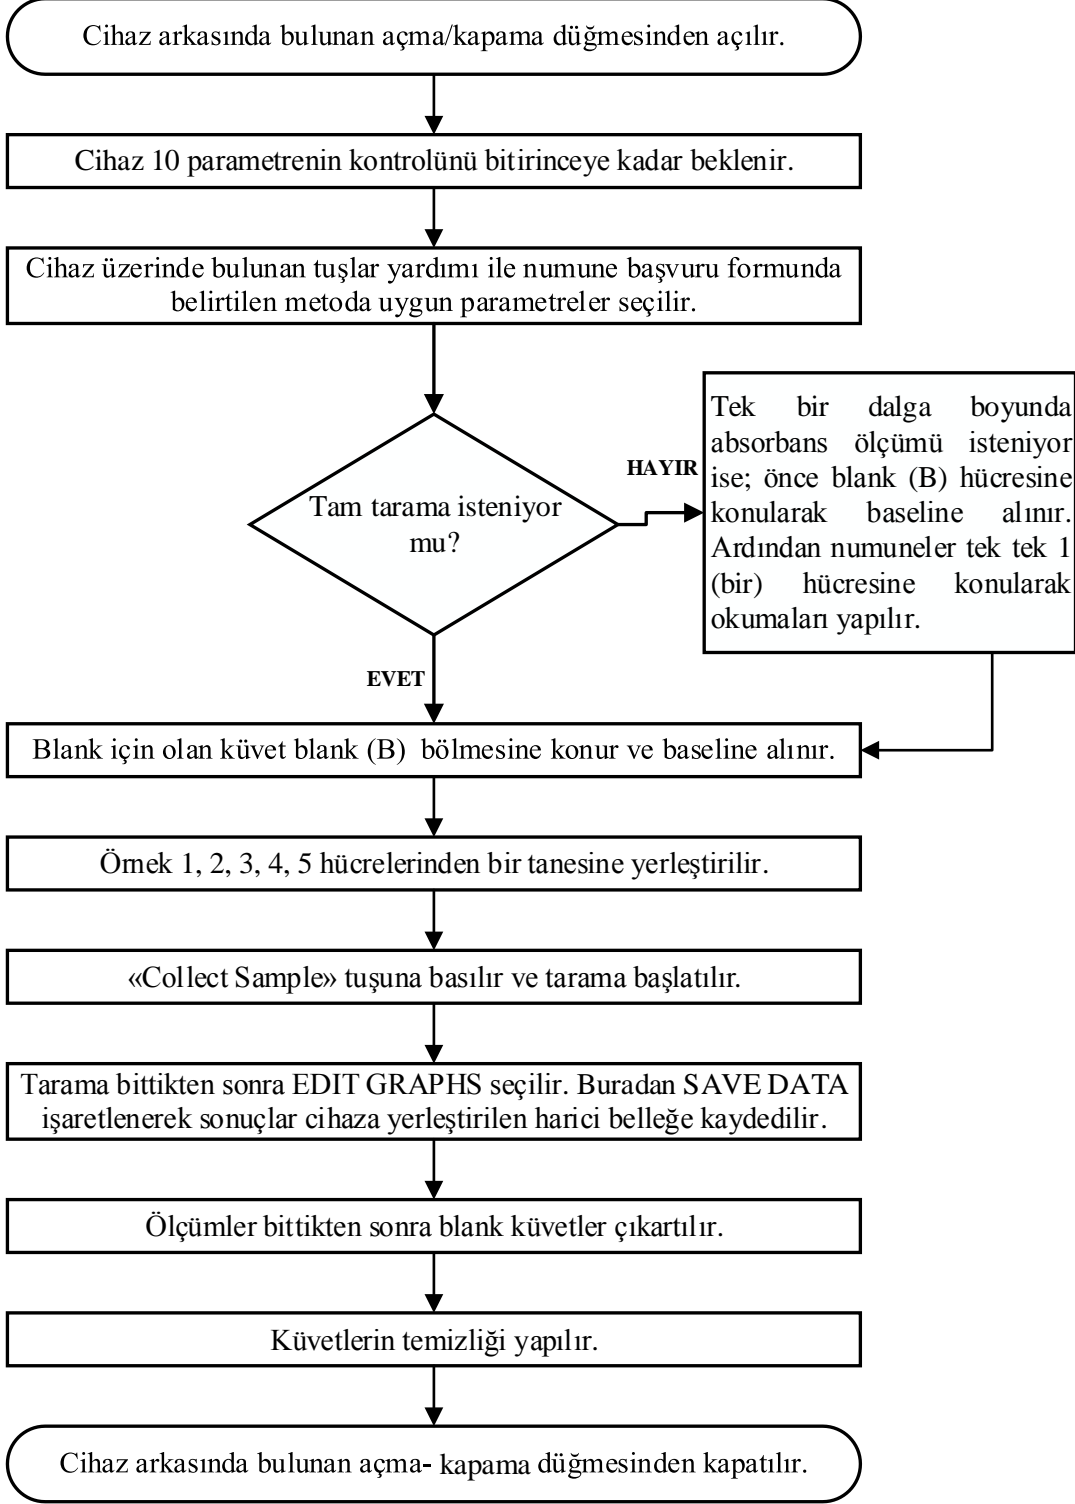 Cihaz arkasında bulunan açma/kapama düğmesinden açılır.
Cihaz 10 parametrenin kontrolünü bitirinceye kadar beklenir.
Cihaz üzerinde bulunan tuşlar yardımı ile numune başvuru formunda
belirtilen metoda uygun parametreler seçilir.
Tam tarama isteniyor
mu?
HAYIR
Tek bir dalga boyunda
absorbans ölçümü isteniyor
ise; önce blank (B) hücresine
konularak baseline alınır.
Ardından numuneler tek tek 1
(bir) hücresine konularak
okumaları yapılır.
EVET
Blank için olan küvet blank (B) bölmesine konur ve baseline alınır.
Örnek 1, 2, 3, 4, 5 hücrelerinden bir tanesine yerleştirilir.
«Collect Sample» tuşuna basılır ve tarama başlatılır.
Tarama bittikten sonra EDIT GRAPHS seçilir. Buradan SAVE DATA
işaretlenerek sonuçlar cihaza yerleştirilen harici belleğe kaydedilir.
Ölçümler bittikten sonra blank küvetler çıkartılır.
Küvetlerin temizliği yapılır.
Cihaz arkasında bulunan açma- kapama düğmesinden kapatılır.